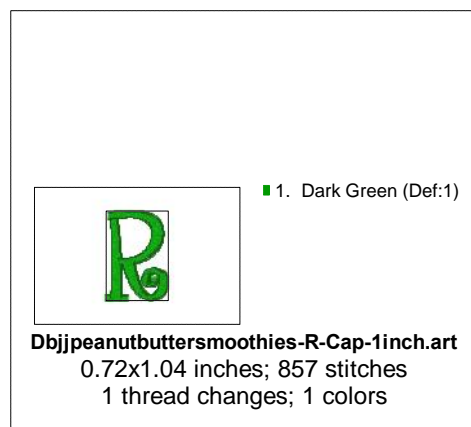 1. Dark Green (Def:1)
R
Dbjjpeanutbuttersmoothies-R-Cap-1inch.art
0.72x1.04 inches; 857 stitches
1 thread changes; 1 colors